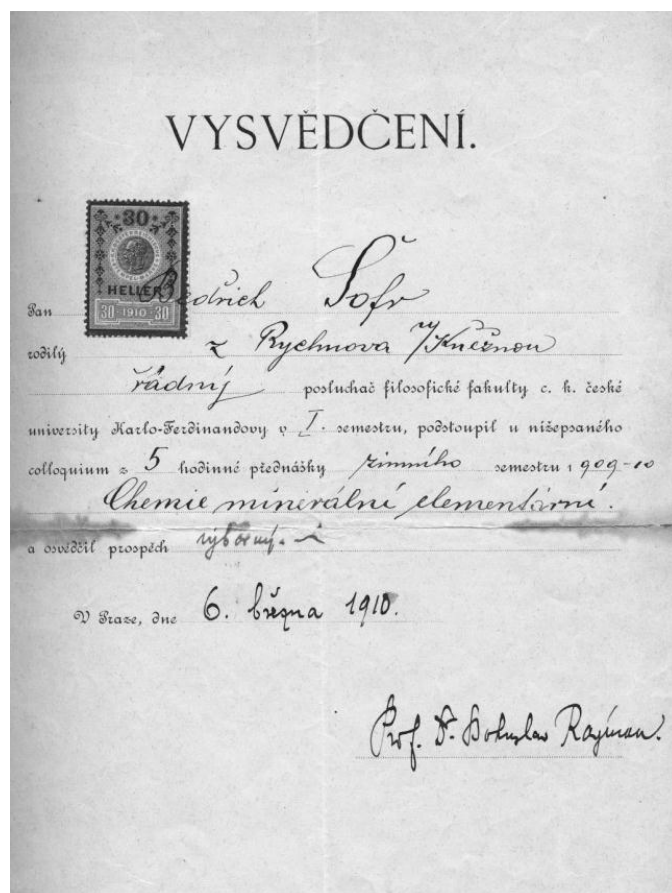 VYSVĚDČENÍ.
30
HELLER
30 1910 30
Pan Bedřich Šofr
rodilý z Rychnova n/Kněžnou
řádný posluchač filosofické fakulty c. k. české
university Karlo-Ferdinandovy v I. semestru, podstoupil u nížepsaného
colloquium z 5 hodinné přednášky zimního semestru 1909-10
Chemie minerální elementární.
a osvědčil prospěch výborný.
V Praze, dne 6. března 1910.
Prof. Dr. Bohuslav Raýman.